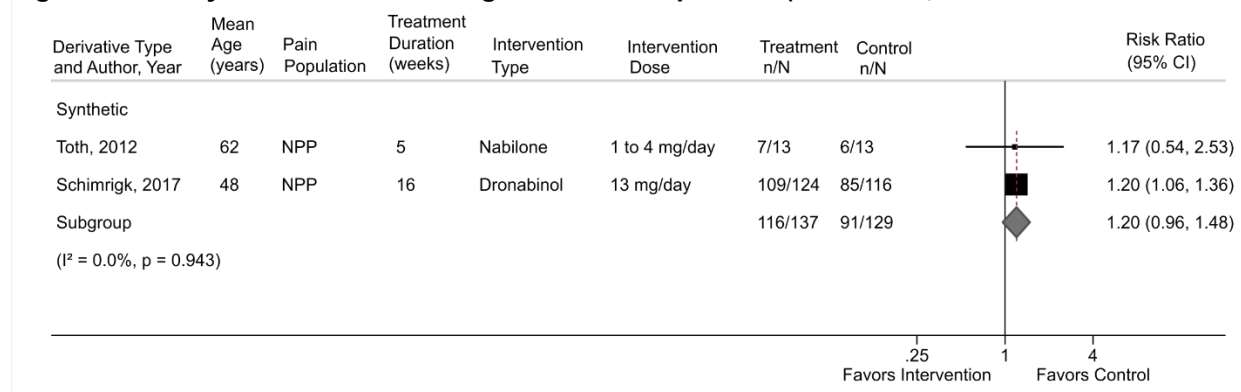 Derivative Type and Author, Year Mean Age (years) Pain Population Treatment Duration (weeks) Intervention Type Intervention Dose Treatment n/N Control n/N Risk Ratio (95% CI)
Synthetic
Toth, 2012 62 NPP 5 Nabilone 1 to 4 mg/day 7/13 6/13 1.17 (0.54, 2.53)
Schimrigk, 2017 48 NPP 16 Dronabinol 13 mg/day 109/124 85/116 1.20 (1.06, 1.36)
Subgroup 116/137 91/129 1.20 (0.96, 1.48)
(I² = 0.0%, p = 0.943)
.25 1 4
Favors Intervention Favors Control